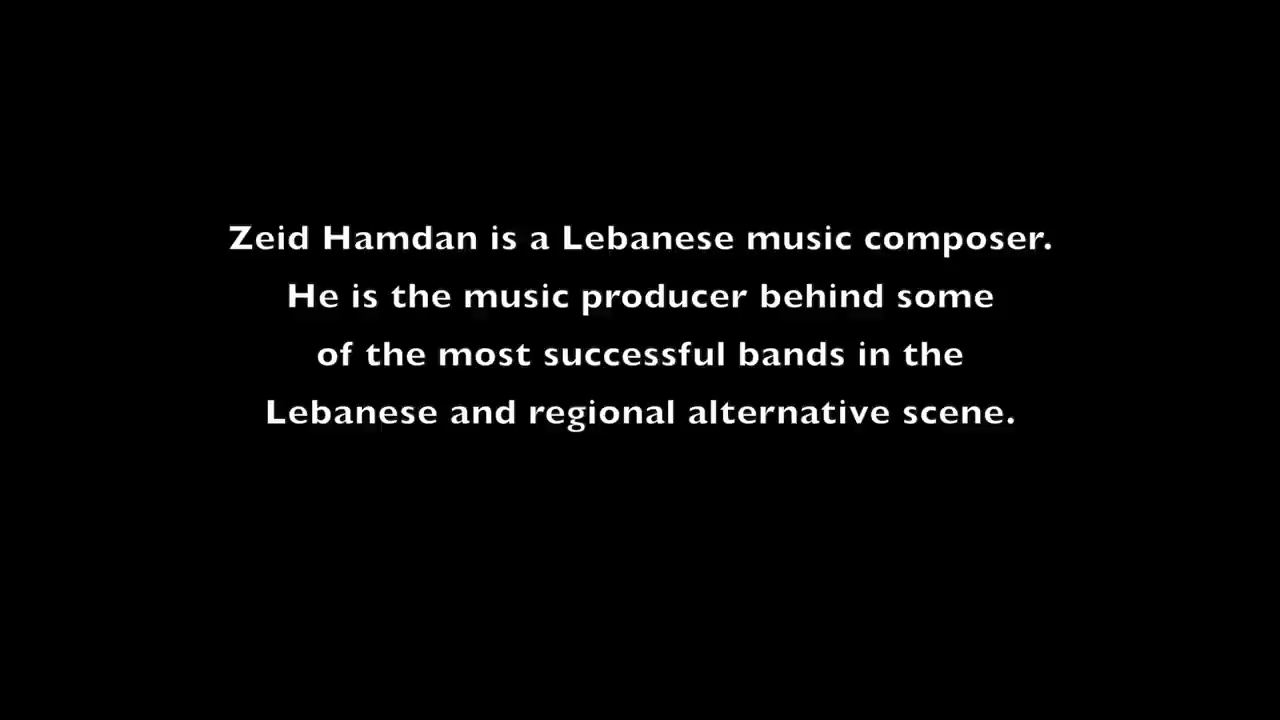 Zeid Hamdan is a Lebanese music composer.
He is the music producer behind some
of the most successful bands in the
Lebanese and regional alternative scene.